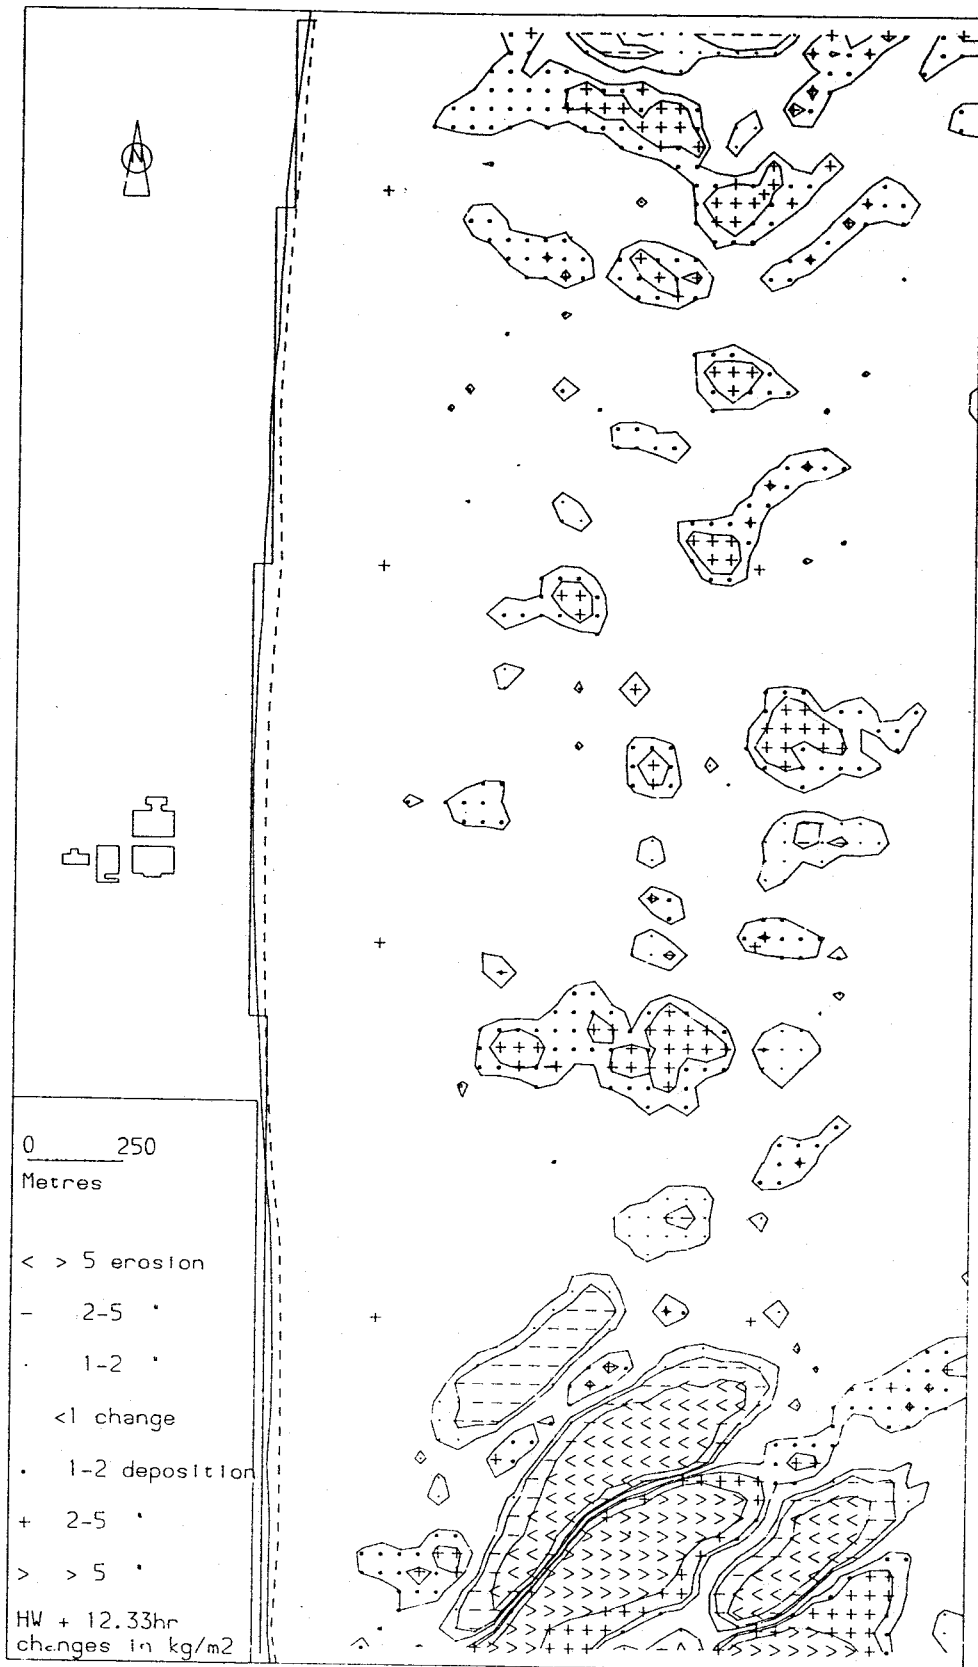 N
0 250
Metres
< > 5 erosion
- 2-5 "
. 1-2 "
<1 change
. 1-2 deposition
+ 2-5 "
> > 5 "
HW + 12.33hr
changes in kg/m2